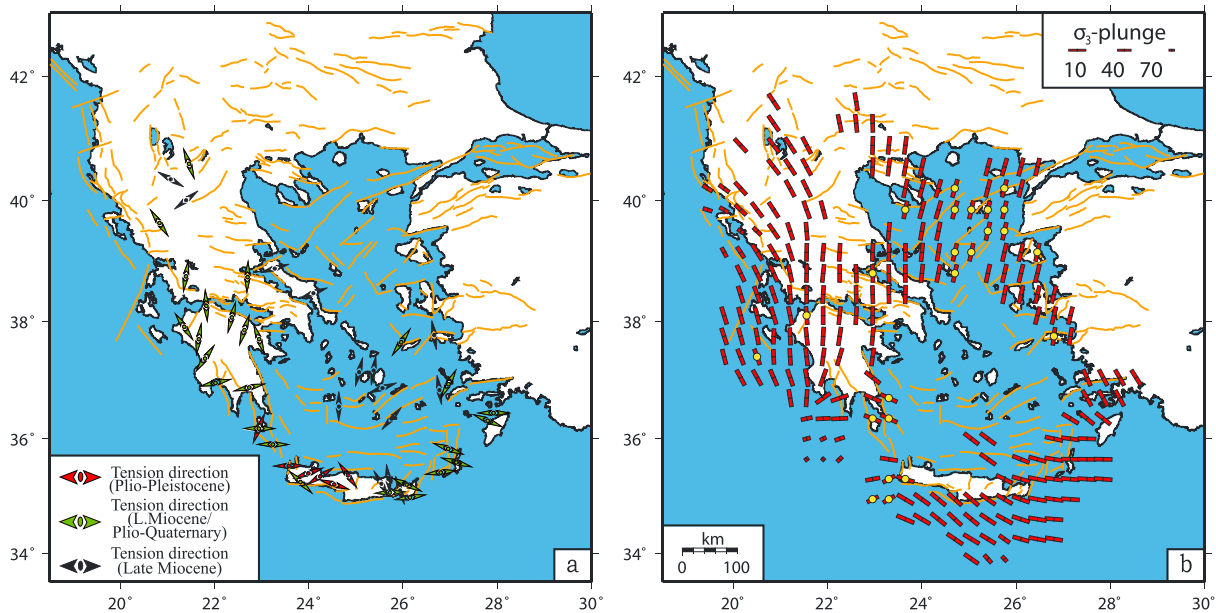 42°
40°
38°
36°
34°
20°
22°
24°
26°
28°
30°
Tension direction
(Plio-Pleistocene)
Tension direction
(L.Miocene/
Plio-Quaternary)
Tension direction
(Late Miocene)
a
σ₃-plunge
10 40 70
42°
40°
38°
36°
34°
km
0 100
b
20°
22°
24°
26°
28°
30°